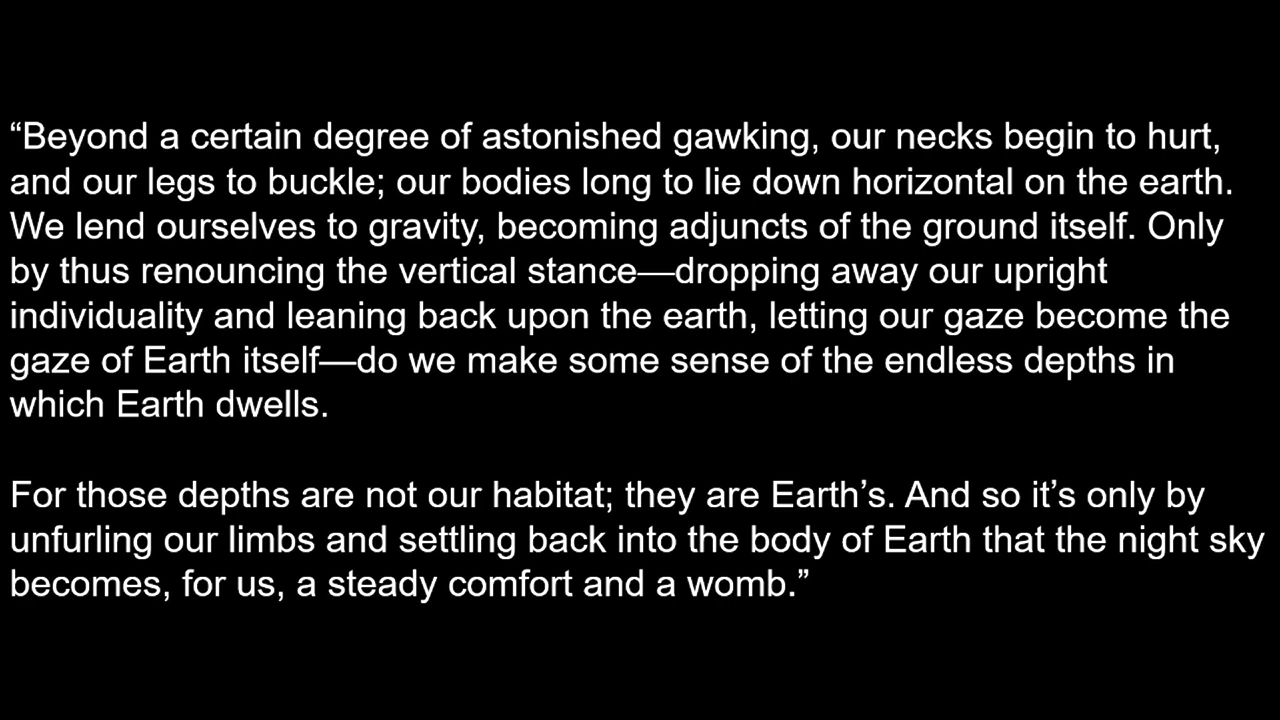 “Beyond a certain degree of astonished gawking, our necks begin to hurt,
and our legs to buckle; our bodies long to lie down horizontal on the earth.
We lend ourselves to gravity, becoming adjuncts of the ground itself. Only
by thus renouncing the vertical stance—dropping away our upright
individuality and leaning back upon the earth, letting our gaze become the
gaze of Earth itself—do we make some sense of the endless depths in
which Earth dwells.
For those depths are not our habitat; they are Earth’s. And so it’s only by
unfurling our limbs and settling back into the body of Earth that the night sky
becomes, for us, a steady comfort and a womb.”